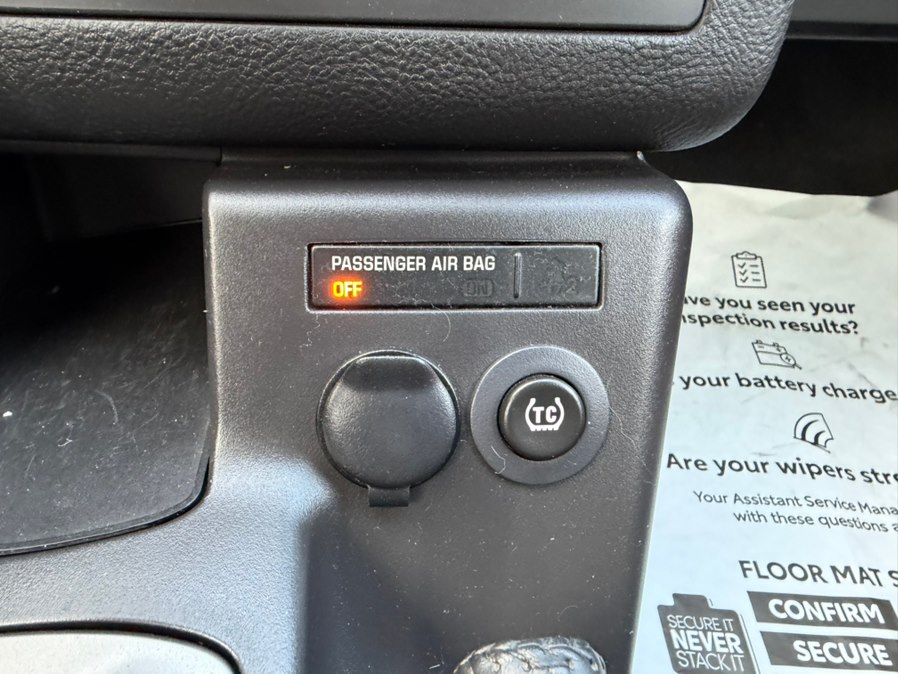 PASSENGER AIR BAG
OFF ON
TC
ve you seen your
nspection results?
your battery charge
Are your wipers stre
Your Assistant Service Mana
with these questions a
FLOOR MAT S
SECURE IT
NEVER
STACK IT
CONFIRM
SECURE